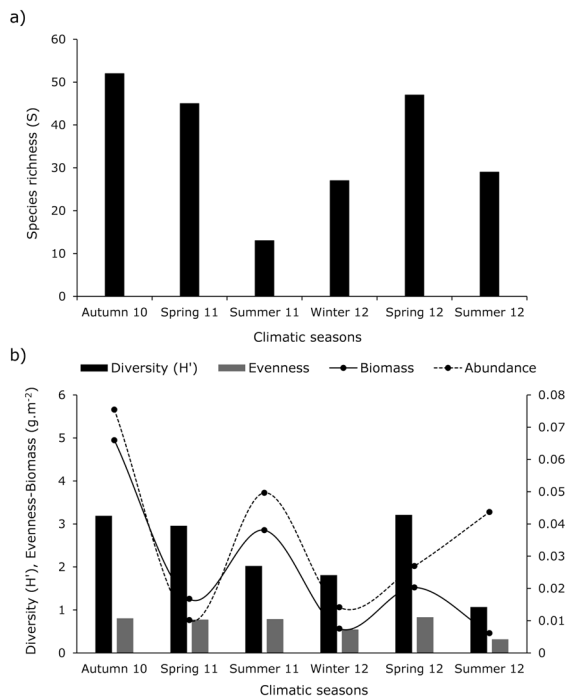 a)
60
50
40
30
20
10
0
Species richness (S)
Autumn 10 Spring 11 Summer 11 Winter 12 Spring 12 Summer 12
Climatic seasons
b)
Diversity (H') Evenness Biomass Abundance
6
5
4
3
2
1
0
Diversity (H'), Evenness-Biomass (g.m-2)
0.08
0.07
0.06
0.05
0.04
0.03
0.02
0.01
0
Autumn 10 Spring 11 Summer 11 Winter 12 Spring 12 Summer 12
Climatic seasons